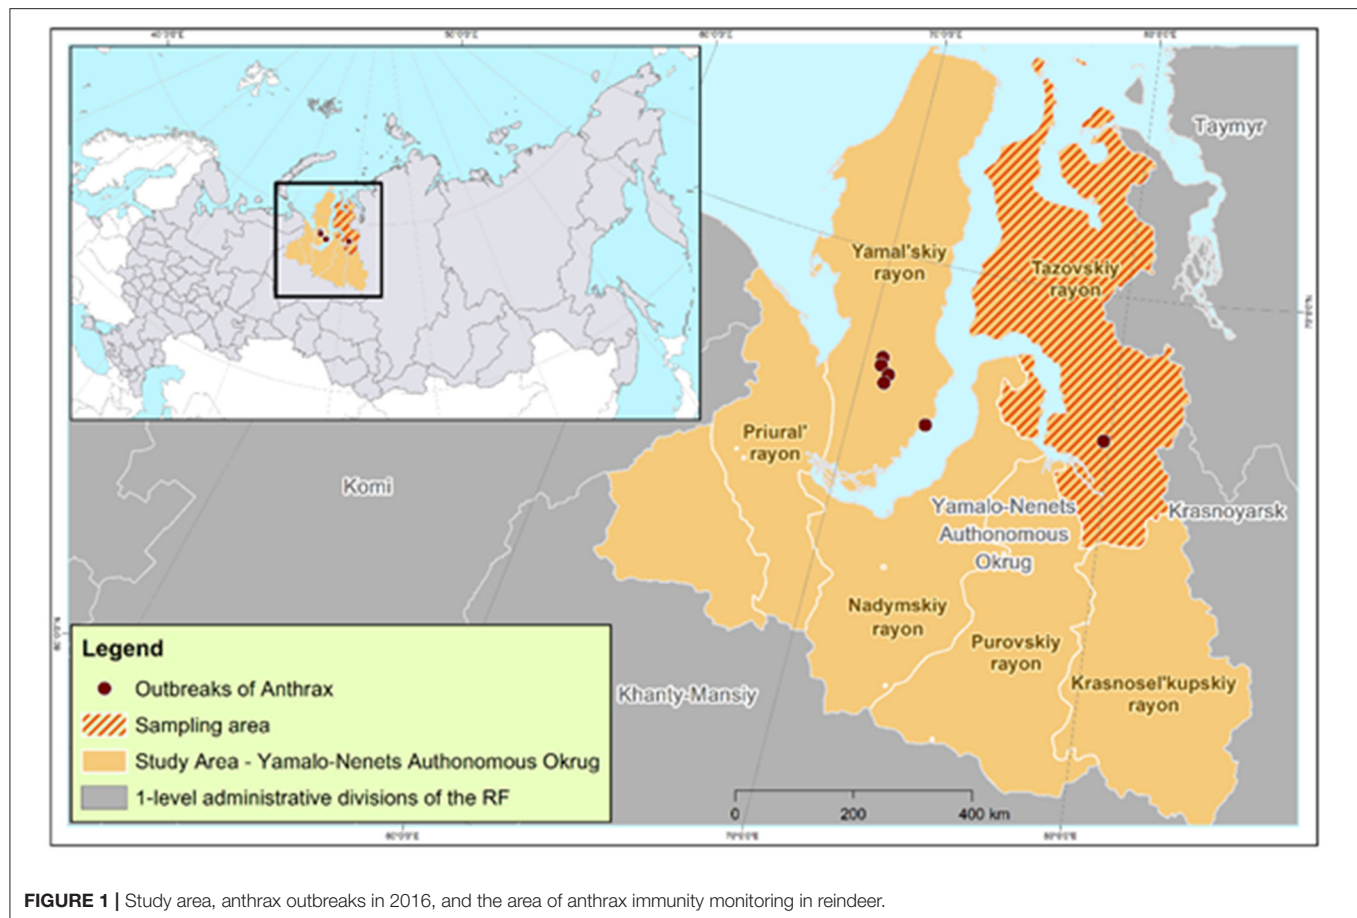 Taymyr
Yamal'skiy
rayon
Tazovskiy
rayon
Priural'
rayon
Komi
Yamalo-Nenets
Authonomous
Okrug
Krasnoyarsk
Nadymskiy
rayon
Purovskiy
rayon
Krasnosel'kupskiy
rayon
Khanty-Mansiy
Legend
Outbreaks of Anthrax
Sampling area
Study Area - Yamalo-Nenets Authonomous Okrug
1-level administrative divisions of the RF
0 200 400 km
FIGURE 1 | Study area, anthrax outbreaks in 2016, and the area of anthrax immunity monitoring in reindeer.